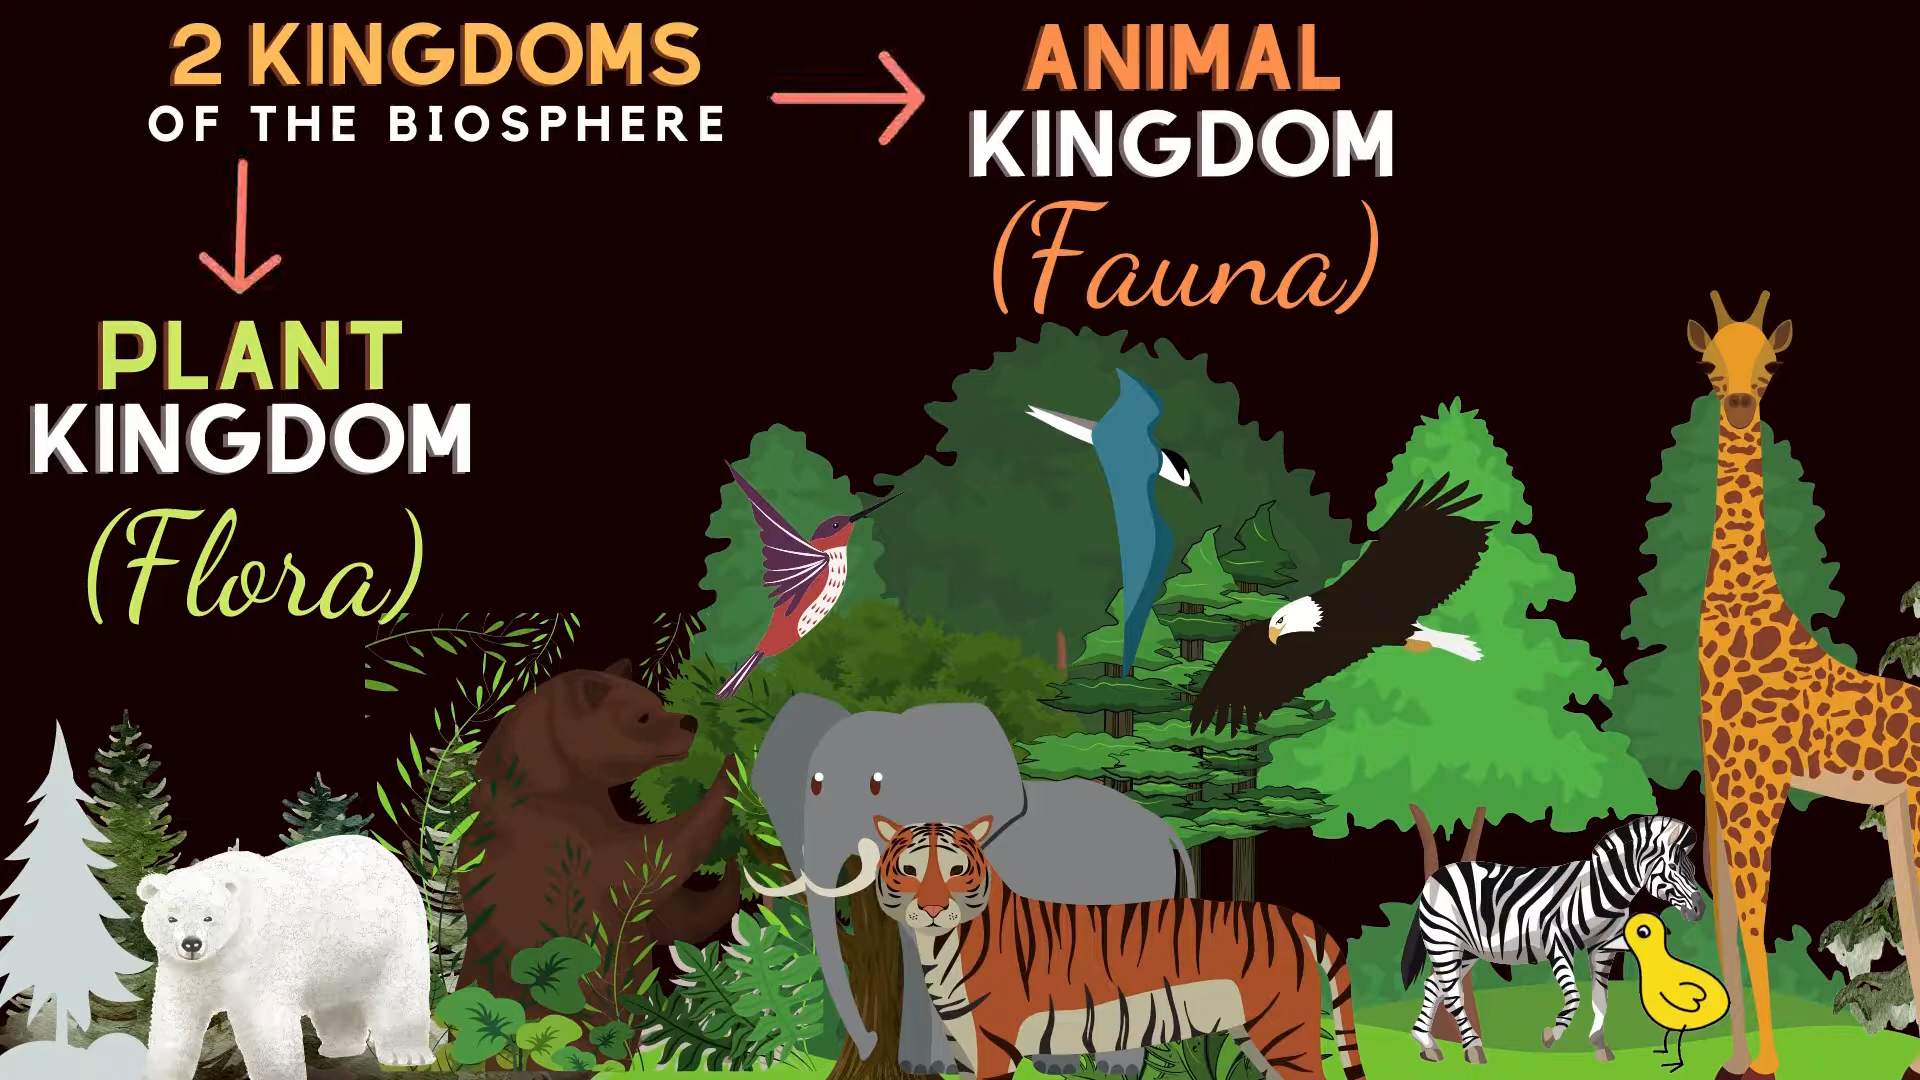 2 KINGDOMS
OF THE BIOSPHERE
ANIMAL
KINGDOM
(Fauna)
PLANT
KINGDOM
(Flora)